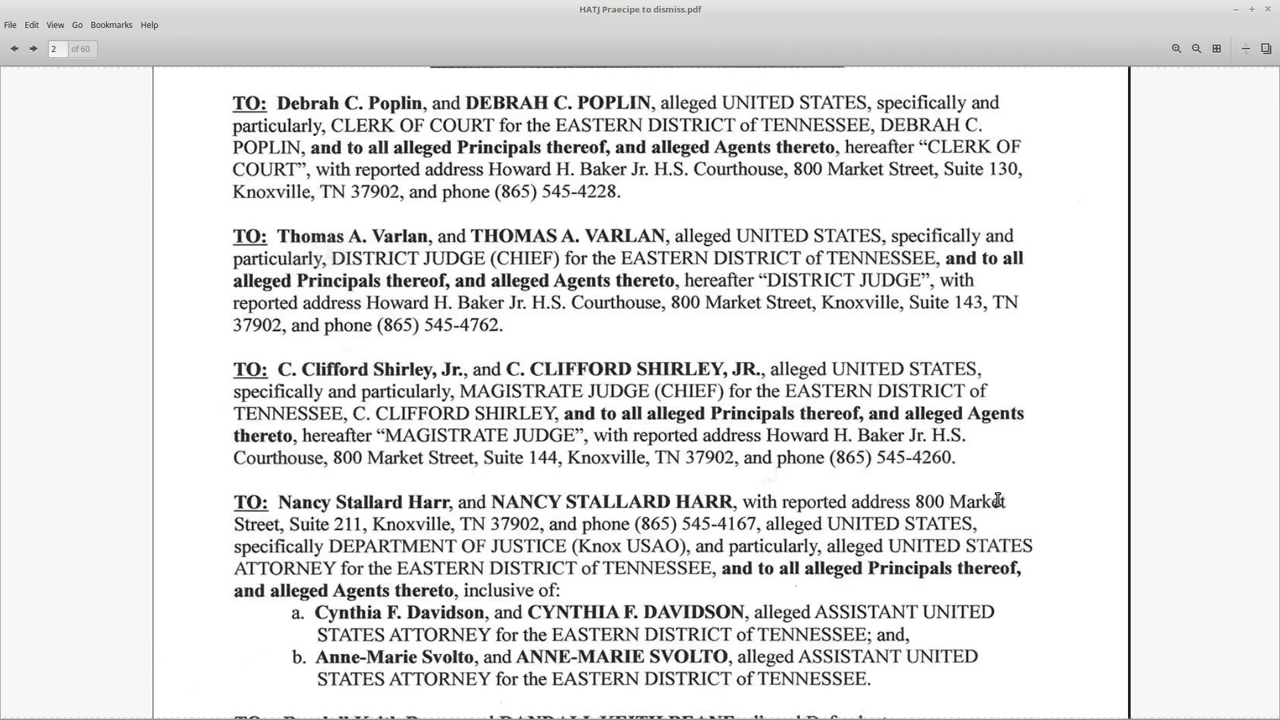 HATJ Praecipe to dismiss.pdf
File Edit View Go Bookmarks Help
2 of 60
TO: Debrah C. Poplin, and DEBRAH C. POPLIN, alleged UNITED STATES, specifically and
particularly, CLERK OF COURT for the EASTERN DISTRICT of TENNESSEE, DEBRAH C.
POPLIN, and to all alleged Principals thereof, and alleged Agents thereto, hereafter “CLERK OF
COURT”, with reported address Howard H. Baker Jr. H.S. Courthouse, 800 Market Street, Suite 130,
Knoxville, TN 37902, and phone (865) 545-4228.
TO: Thomas A. Varlan, and THOMAS A. VARLAN, alleged UNITED STATES, specifically and
particularly, DISTRICT JUDGE (CHIEF) for the EASTERN DISTRICT of TENNESSEE, and to all
alleged Principals thereof, and alleged Agents thereto, hereafter “DISTRICT JUDGE”, with
reported address Howard H. Baker Jr. H.S. Courthouse, 800 Market Street, Knoxville, Suite 143, TN
37902, and phone (865) 545-4762.
TO: C. Clifford Shirley, Jr., and C. CLIFFORD SHIRLEY, JR., alleged UNITED STATES,
specifically and particularly, MAGISTRATE JUDGE (CHIEF) for the EASTERN DISTRICT of
TENNESSEE, C. CLIFFORD SHIRLEY, and to all alleged Principals thereof, and alleged Agents
thereto, hereafter “MAGISTRATE JUDGE”, with reported address Howard H. Baker Jr. H.S.
Courthouse, 800 Market Street, Suite 144, Knoxville, TN 37902, and phone (865) 545-4260.
TO: Nancy Stallard Harr, and NANCY STALLARD HARR, with reported address 800 Market
Street, Suite 211, Knoxville, TN 37902, and phone (865) 545-4167, alleged UNITED STATES,
specifically DEPARTMENT OF JUSTICE (Knox USAO), and particularly, alleged UNITED STATES
ATTORNEY for the EASTERN DISTRICT of TENNESSEE, and to all alleged Principals thereof,
and alleged Agents thereto, inclusive of:
a. Cynthia F. Davidson, and CYNTHIA F. DAVIDSON, alleged ASSISTANT UNITED
STATES ATTORNEY for the EASTERN DISTRICT of TENNESSEE; and,
b. Anne-Marie Svolto, and ANNE-MARIE SVOLTO, alleged ASSISTANT UNITED
STATES ATTORNEY for the EASTERN DISTRICT of TENNESSEE.